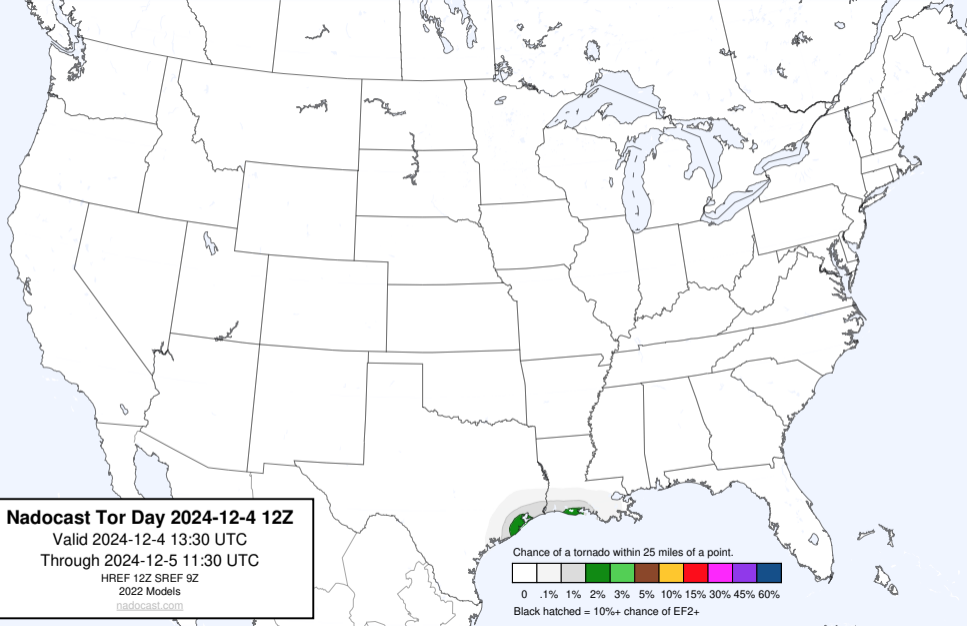 Nadocast Tor Day 2024-12-4 12Z
Valid 2024-12-4 13:30 UTC
Through 2024-12-5 11:30 UTC
HREF 12Z SREF 9Z
2022 Models
nadocast.com
Chance of a tornado within 25 miles of a point.
0 .1% 1% 2% 3% 5% 10% 15% 30% 45% 60%
Black hatched = 10%+ chance of EF2+